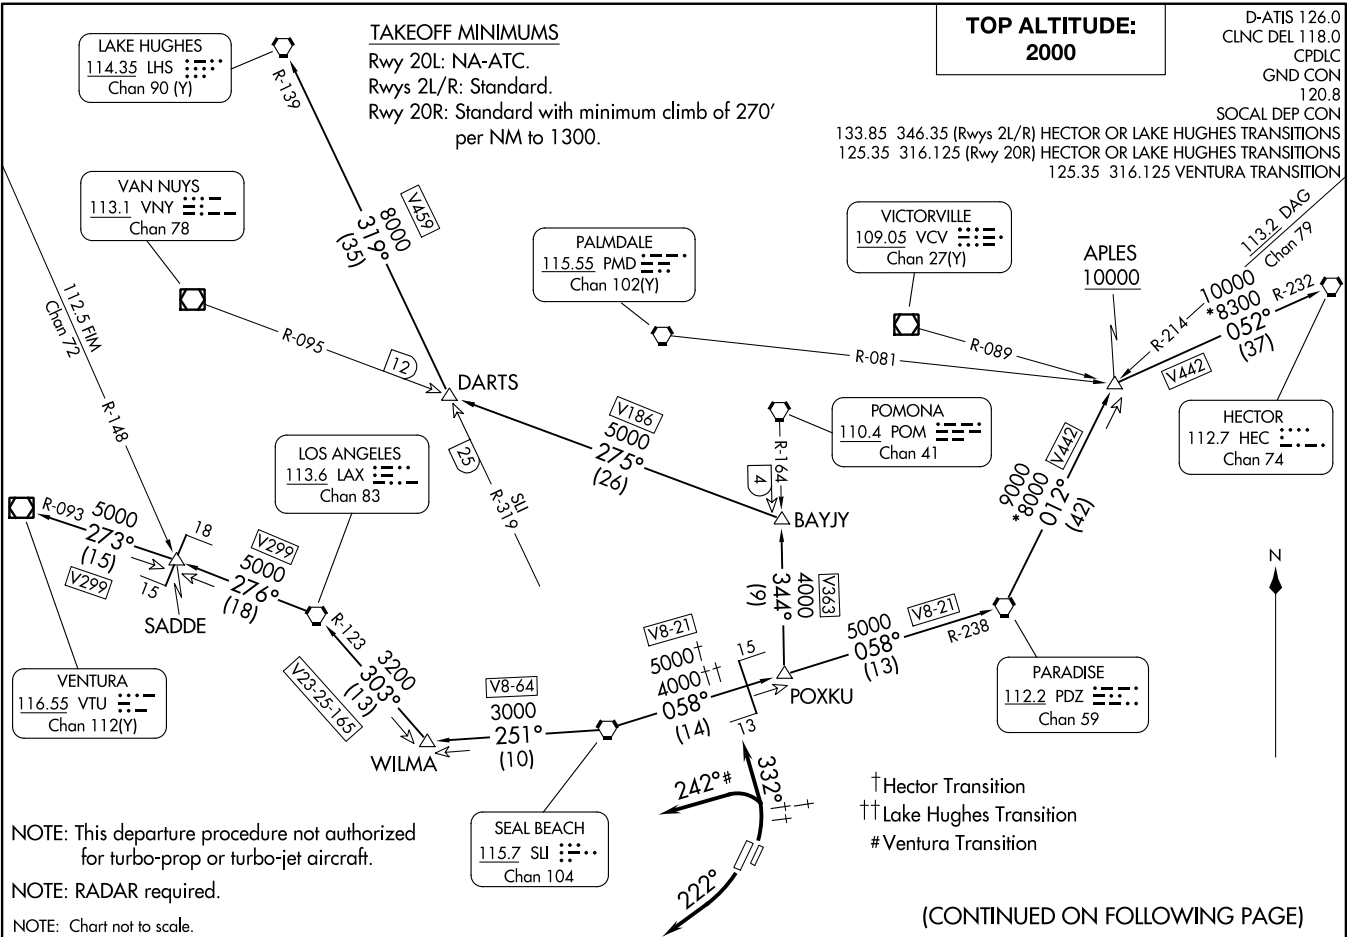 TAKEOFF MINIMUMS
Rwy 20L: NA-ATC.
Rwys 2L/R: Standard.
Rwy 20R: Standard with minimum climb of 270'
per NM to 1300.
TOP ALTITUDE:
2000
D-ATIS 126.0
CLNC DEL 118.0
CPDLC
GND CON
120.8
SOCAL DEP CON
133.85 346.35 (Rwys 2L/R) HECTOR OR LAKE HUGHES TRANSITIONS
125.35 316.125 (Rwy 20R) HECTOR OR LAKE HUGHES TRANSITIONS
125.35 316.125 VENTURA TRANSITION
LAKE HUGHES
114.35 LHS
Chan 90 (Y)
R-139
V459
8000
319°
(35)
VAN NUYS
113.1 VNY
Chan 78
R-095
12
DARTS
25
SLI
R-319
112.5 FIM
Chan 72
R-148
PALMDALE
115.55 PMD
Chan 102(Y)
R-081
VICTORVILLE
109.05 VCV
Chan 27(Y)
R-089
APLES
10000
113.2 DAG
Chan 79
R-214
10000
*8300
052°
(37)
R-232
V442
HECTOR
112.7 HEC
Chan 74
POMONA
110.4 POM
Chan 41
R-164
4
BAYJY
V186
5000
275°
(26)
LOS ANGELES
113.6 LAX
Chan 83
R-093
5000
273°
(15)
V299
18
15
SADDE
V299
5000
276°
(18)
R-123
3200
303°
(13)
V23-25-165
WILMA
V8-64
3000
251°
(10)
V8-21
5000†
4000††
058°
(14)
15
13
POXKU
V363
4000
344°
(9)
V8-21
5000
058°
(13)
R-238
V442
9000
*8000
012°
(42)
PARADISE
112.2 PDZ
Chan 59
N
VENTURA
116.55 VTU
Chan 112(Y)
SEAL BEACH
115.7 SLI
Chan 104
242°#
332° † ††
222°
†Hector Transition
††Lake Hughes Transition
#Ventura Transition
NOTE: This departure procedure not authorized
for turbo-prop or turbo-jet aircraft.
NOTE: RADAR required.
NOTE: Chart not to scale.
(CONTINUED ON FOLLOWING PAGE)